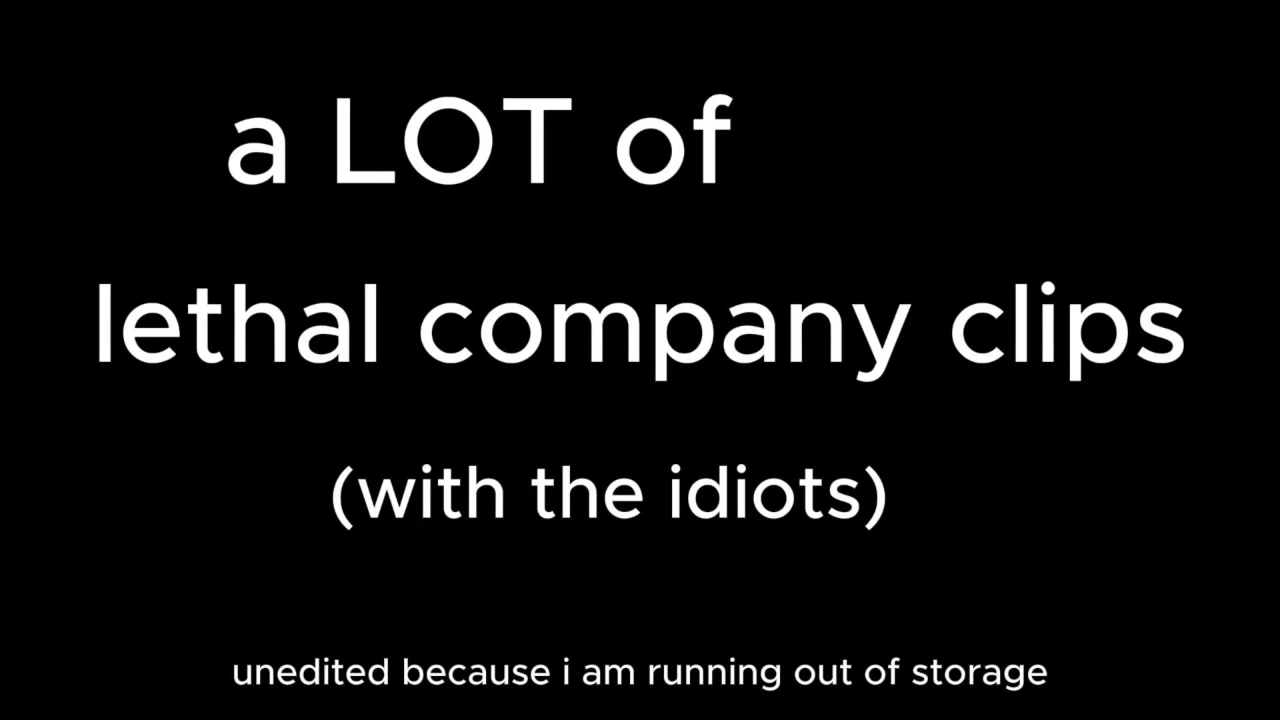 a LOT of
lethal company clips
(with the idiots)
unedited because i am running out of storage